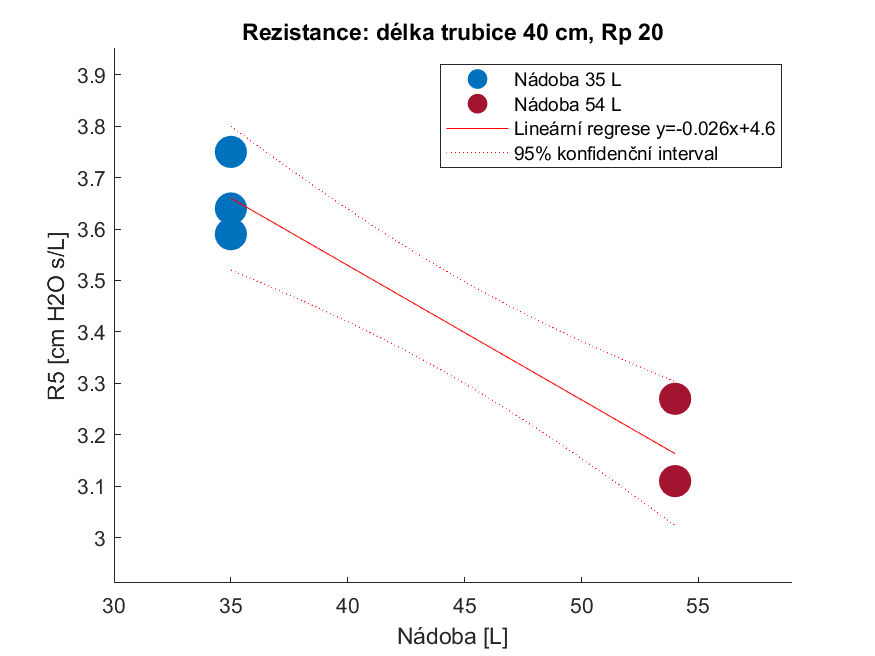 Rezistance: délka trubice 40 cm, Rp 20
Nádoba 35 L
Nádoba 54 L
Lineární regrese y=-0.026x+4.6
95% konfidenční interval
R5 [cm H2O s/L]
3.9
3.8
3.7
3.6
3.5
3.4
3.3
3.2
3.1
3
30 35 40 45 50 55
Nádoba [L]